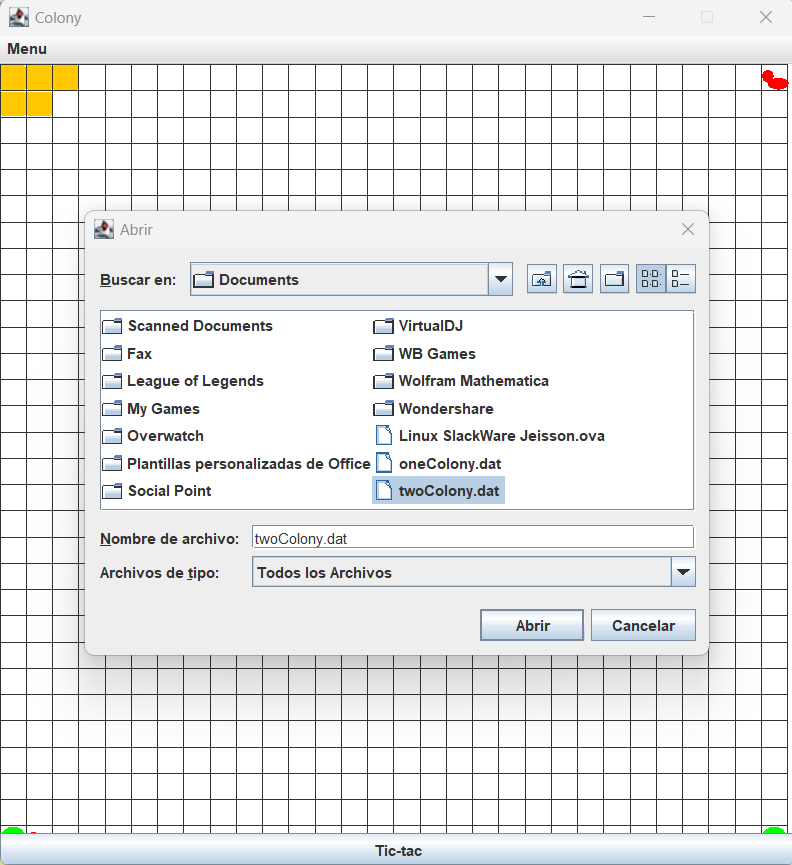 Colony
Menu
Abrir
Buscar en: Documents
Scanned Documents
Fax
League of Legends
My Games
Overwatch
Plantillas personalizadas de Office
Social Point
VirtualDJ
WB Games
Wolfram Mathematica
Wondershare
Linux SlackWare Jeisson.ova
oneColony.dat
twoColony.dat
Nombre de archivo: twoColony.dat
Archivos de tipo: Todos los Archivos
Abrir Cancelar
Tic-tac